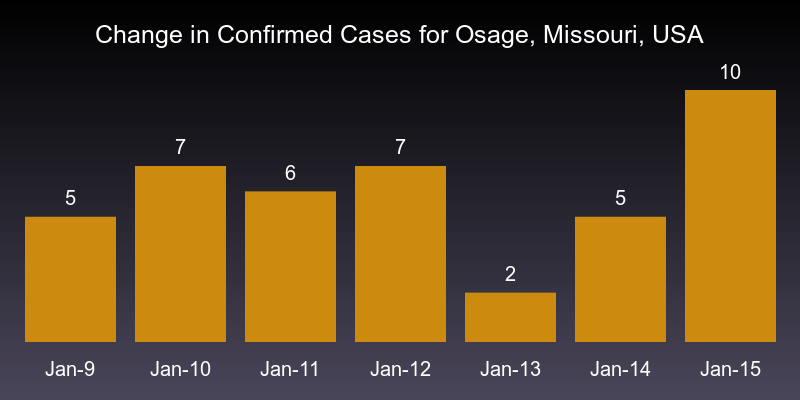 Change in Confirmed Cases for Osage, Missouri, USA
5
7
6
7
2
5
10
Jan-9
Jan-10
Jan-11
Jan-12
Jan-13
Jan-14
Jan-15